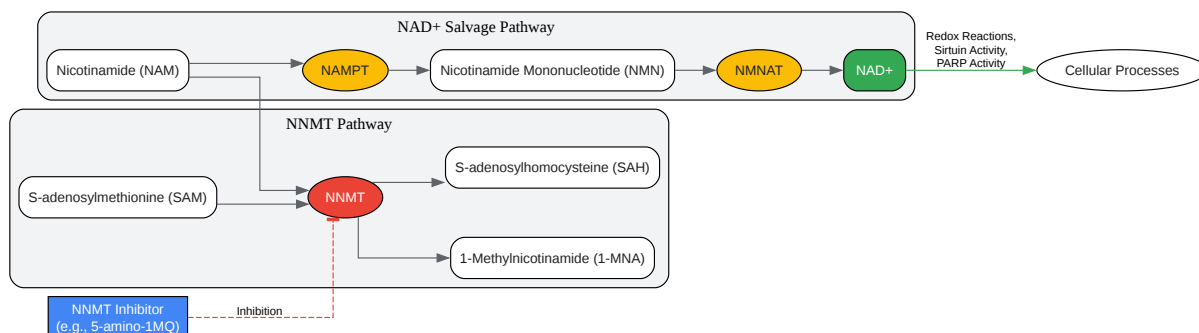 NAD+ Salvage Pathway
Nicotinamide (NAM)
NAMPT
Nicotinamide Mononucleotide (NMN)
NMNAT
NAD+
Redox Reactions,
Sirtuin Activity,
PARP Activity
Cellular Processes
NNMT Pathway
S-adenosylmethionine (SAM)
NNMT
S-adenosylhomocysteine (SAH)
1-Methylnicotinamide (1-MNA)
NNMT Inhibitor
(e.g., 5-amino-1MQ)
Inhibition